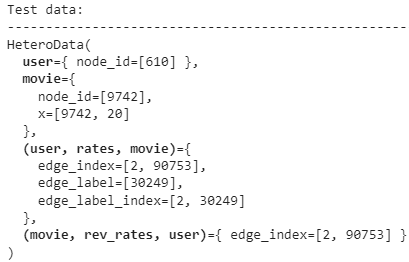 Test data:
--------------------------------------------------
HeteroData(
  user={ node_id=[610] },
  movie={
    node_id=[9742],
    x=[9742, 20]
  },
  (user, rates, movie)={
    edge_index=[2, 90753],
    edge_label=[30249],
    edge_label_index=[2, 30249]
  },
  (movie, rev_rates, user)={ edge_index=[2, 90753] }
)